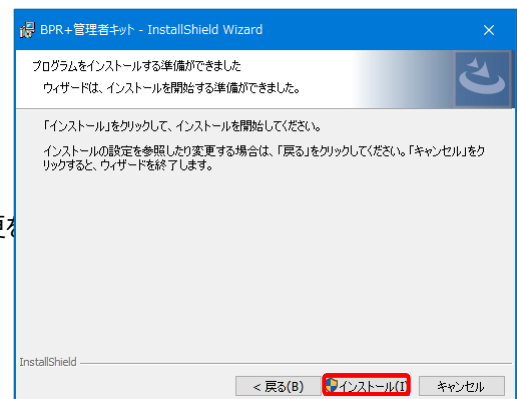 BPR+管理者キット - InstallShield Wizard
プログラムをインストールする準備ができました
ウィザードは、インストールを開始する準備ができました。
「インストール」をクリックして、インストールを開始してください。
インストールの設定を参照したり変更する場合は、「戻る」をクリックしてください。「キャンセル」をク
リックすると、ウィザードを終了します。
InstallShield
< 戻る(B)
インストール(I)
キャンセル